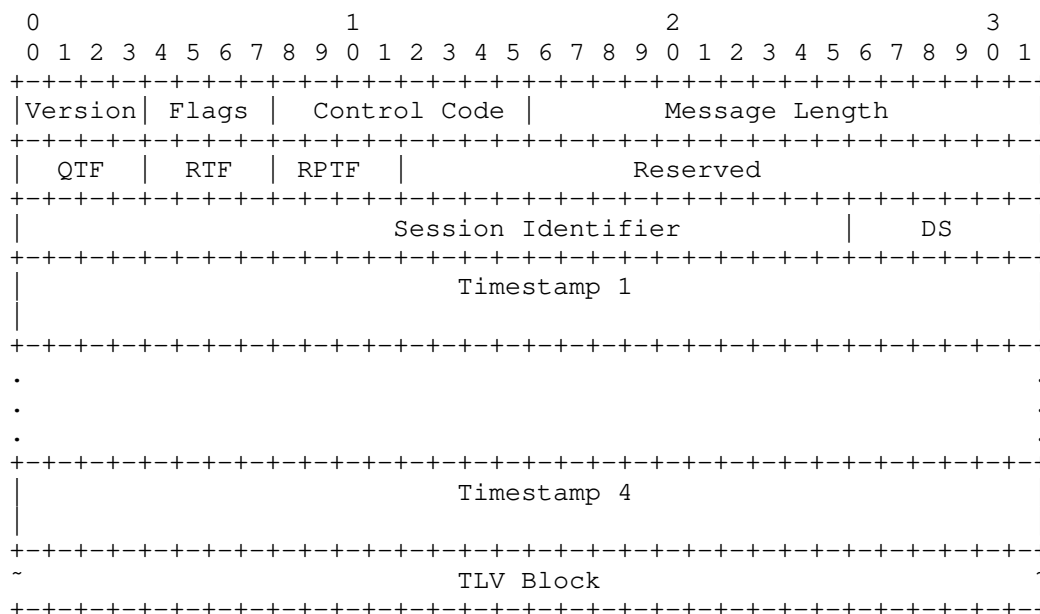 0 1 2 3
0 1 2 3 4 5 6 7 8 9 0 1 2 3 4 5 6 7 8 9 0 1 2 3 4 5 6 7 8 9 0 1
+-+-+-+-+-+-+-+-+-+-+-+-+-+-+-+-+-+-+-+-+-+-+-+-+-+-+-+-+-+-+-+--
|Version| Flags | Control Code | Message Length
+-+-+-+-+-+-+-+-+-+-+-+-+-+-+-+-+-+-+-+-+-+-+-+-+-+-+-+-+-+-+-+--
| QTF | RTF | RPTF | Reserved
+-+-+-+-+-+-+-+-+-+-+-+-+-+-+-+-+-+-+-+-+-+-+-+-+-+-+-+-+-+-+-+--
| Session Identifier | DS
+-+-+-+-+-+-+-+-+-+-+-+-+-+-+-+-+-+-+-+-+-+-+-+-+-+-+-+-+-+-+-+--
| Timestamp 1
|
+-+-+-+-+-+-+-+-+-+-+-+-+-+-+-+-+-+-+-+-+-+-+-+-+-+-+-+-+-+-+-+--
. .
. .
. .
+-+-+-+-+-+-+-+-+-+-+-+-+-+-+-+-+-+-+-+-+-+-+-+-+-+-+-+-+-+-+-+--
| Timestamp 4
|
+-+-+-+-+-+-+-+-+-+-+-+-+-+-+-+-+-+-+-+-+-+-+-+-+-+-+-+-+-+-+-+--
~ TLV Block ~
+-+-+-+-+-+-+-+-+-+-+-+-+-+-+-+-+-+-+-+-+-+-+-+-+-+-+-+-+-+-+-+--